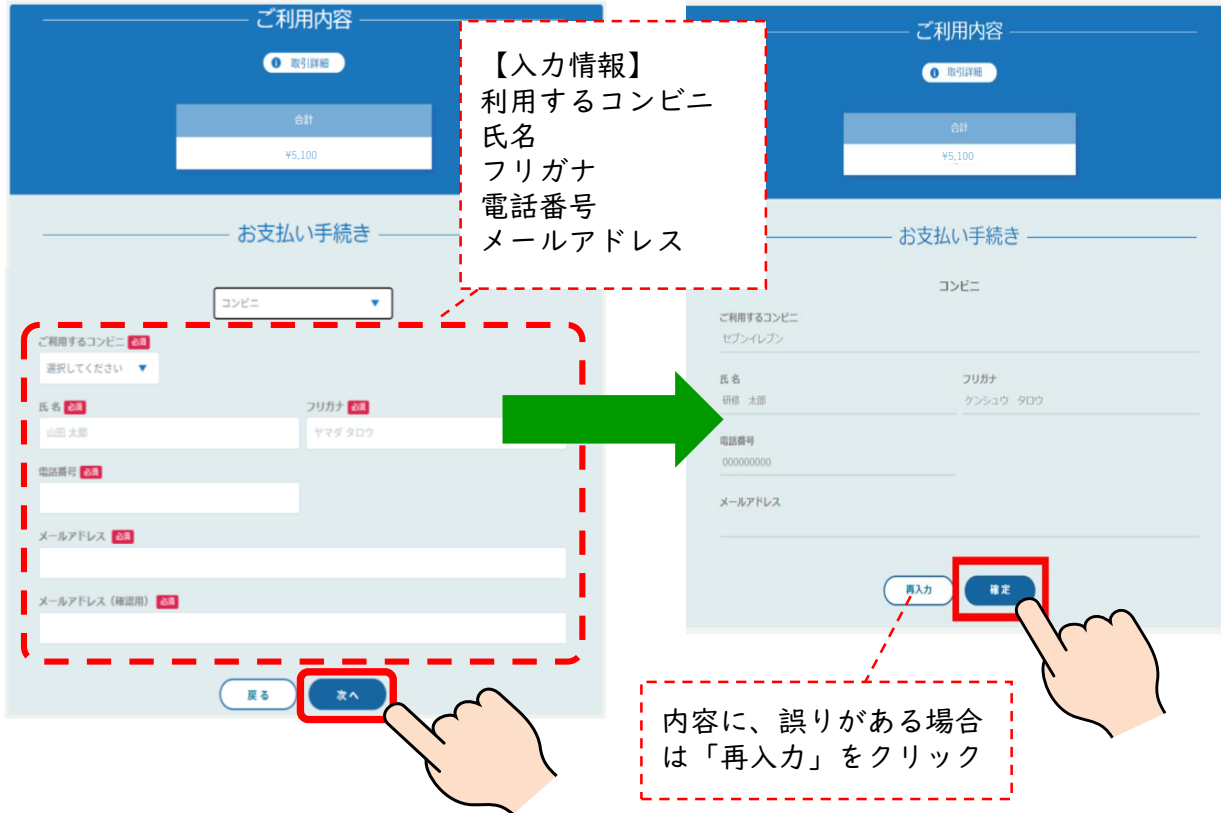 ご利用内容
取引詳細
合計
¥5,100
お支払い手続き
コンビニ
ご利用するコンビニ 必須
選択してください
氏名 必須
フリガナ 必須
山田 太郎
ヤマダ タロウ
電話番号 必須
メールアドレス 必須
メールアドレス（確認用） 必須
戻る
次へ
【入力情報】
利用するコンビニ
氏名
フリガナ
電話番号
メールアドレス
ご利用内容
取引詳細
合計
¥5,100
お支払い手続き
コンビニ
ご利用するコンビニ
セブンイレブン
氏名
フリガナ
研修 太郎
ケンシュウ タロウ
電話番号
000000000
メールアドレス
再入力
確定
内容に、誤りがある場合
は「再入力」をクリック